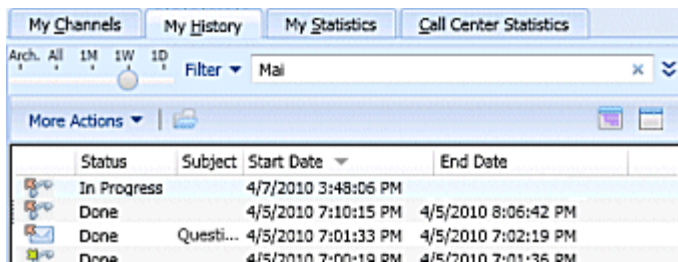 My Channels My History My Statistics Call Center Statistics
Arch. All 1M 1W 1D Filter Mai
More Actions
Status Subject Start Date End Date
In Progress 4/7/2010 3:48:06 PM
Done 4/5/2010 7:10:15 PM 4/5/2010 8:06:42 PM
Done Questi... 4/5/2010 7:01:33 PM 4/5/2010 7:02:19 PM
Done 4/5/2010 7:00:19 PM 4/5/2010 7:01:36 PM